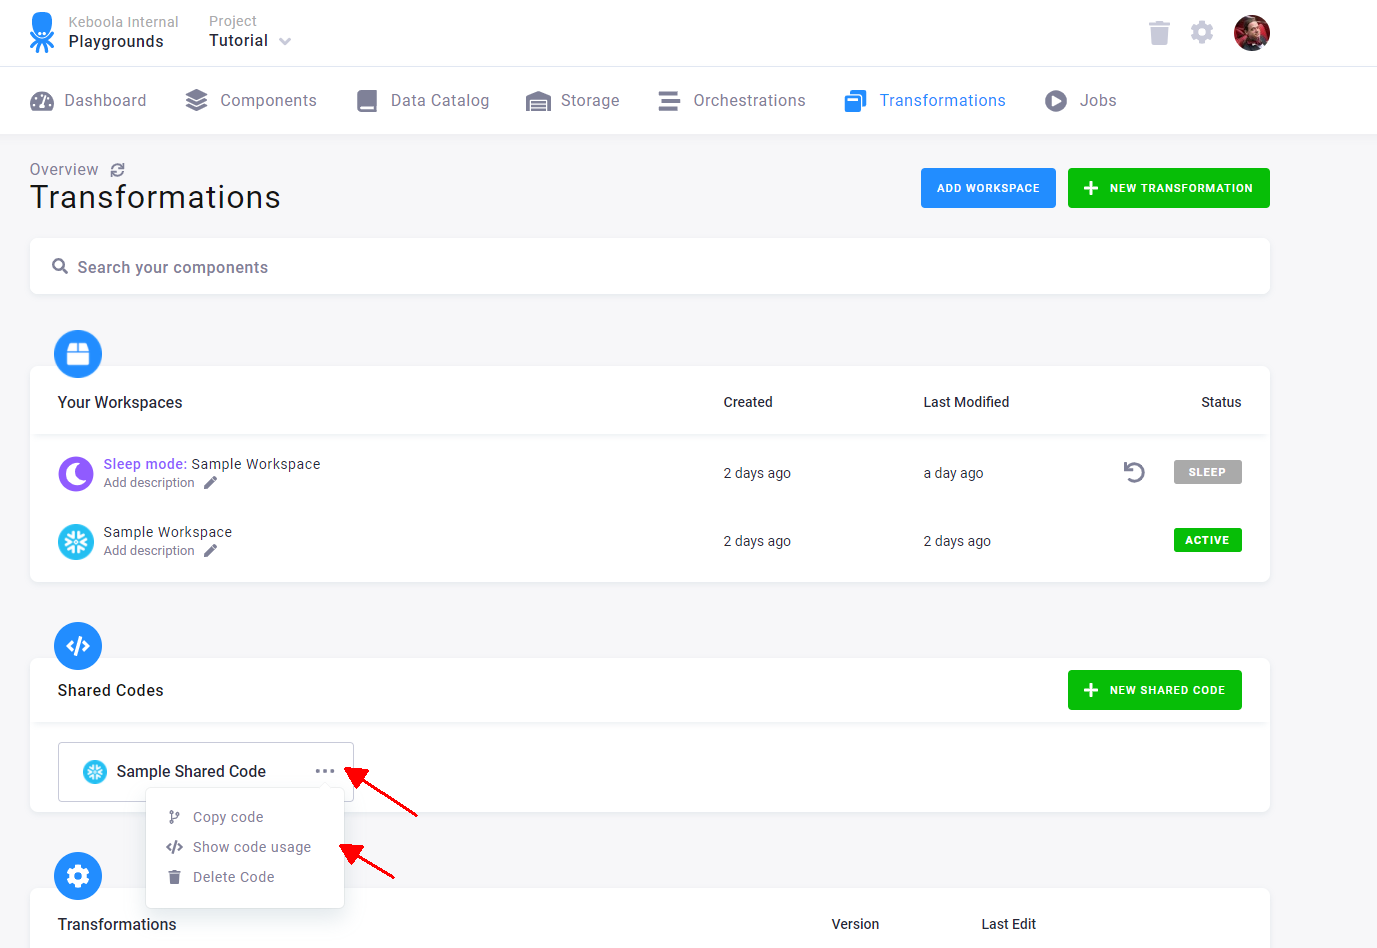 Keboola Internal
Playgrounds
Project
Tutorial
Dashboard
Components
Data Catalog
Storage
Orchestrations
Transformations
Jobs
Overview
Transformations
ADD WORKSPACE
NEW TRANSFORMATION
Search your components
Your Workspaces Created Last Modified Status
Sleep mode: Sample Workspace
Add description
2 days ago a day ago SLEEP
Sample Workspace
Add description
2 days ago 2 days ago ACTIVE
Shared Codes
NEW SHARED CODE
Sample Shared Code
Copy code
Show code usage
Delete Code
Transformations Version Last Edit